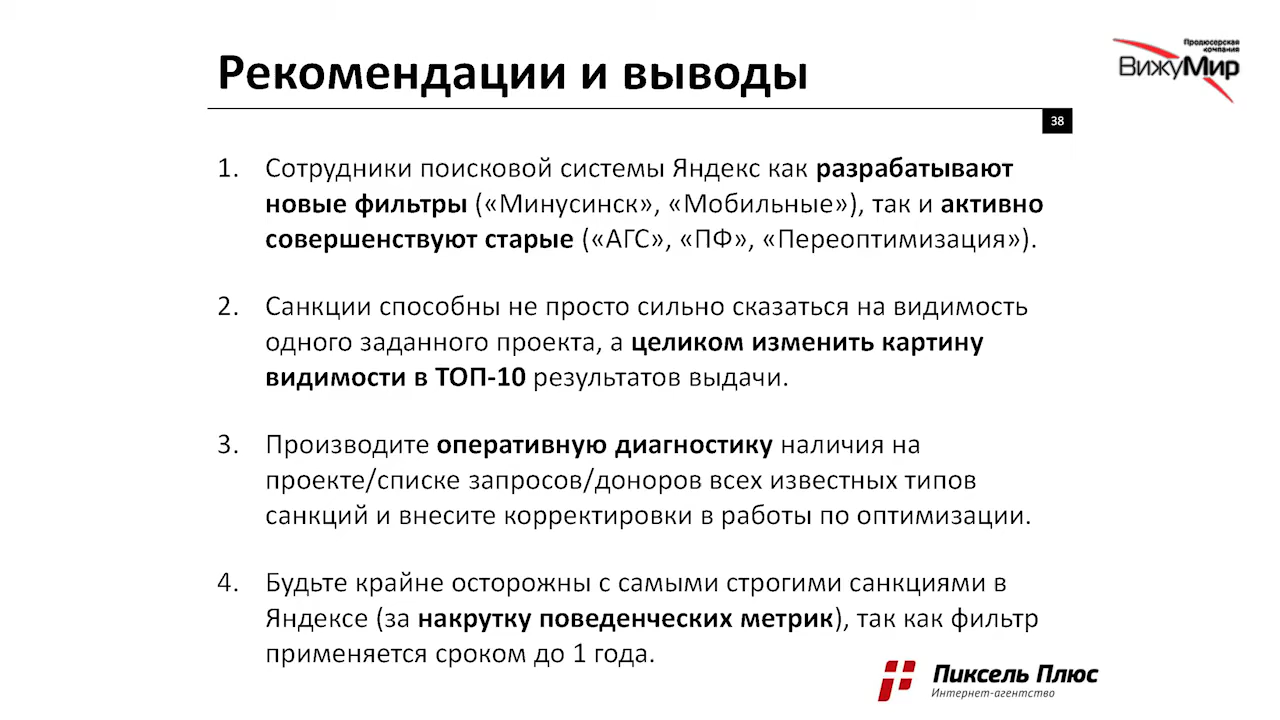 Рекомендации и выводы
Продюсерская
компания
ВижуМир
38
1. Сотрудники поисковой системы Яндекс как разрабатывают
новые фильтры («Минусинск», «Мобильные»), так и активно
совершенствуют старые («АГС», «ПФ», «Переоптимизация»).
2. Санкции способны не просто сильно сказаться на видимость
одного заданного проекта, а целиком изменить картину
видимости в ТОП-10 результатов выдачи.
3. Производите оперативную диагностику наличия на
проекте/списке запросов/доноров всех известных типов
санкций и внесите корректировки в работы по оптимизации.
4. Будьте крайне осторожны с самыми строгими санкциями в
Яндексе (за накрутку поведенческих метрик), так как фильтр
применяется сроком до 1 года.
Пиксель Плюс
Интернет-агентство